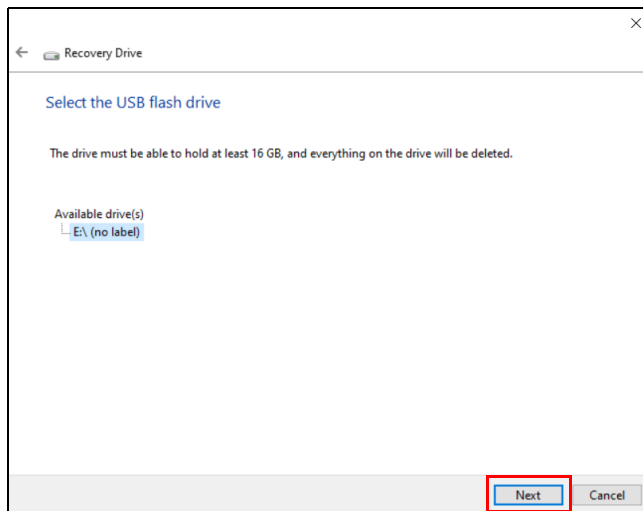 Recovery Drive
Select the USB flash drive
The drive must be able to hold at least 16 GB, and everything on the drive will be deleted.
Available drive(s)
E:\ (no label)
Next Cancel